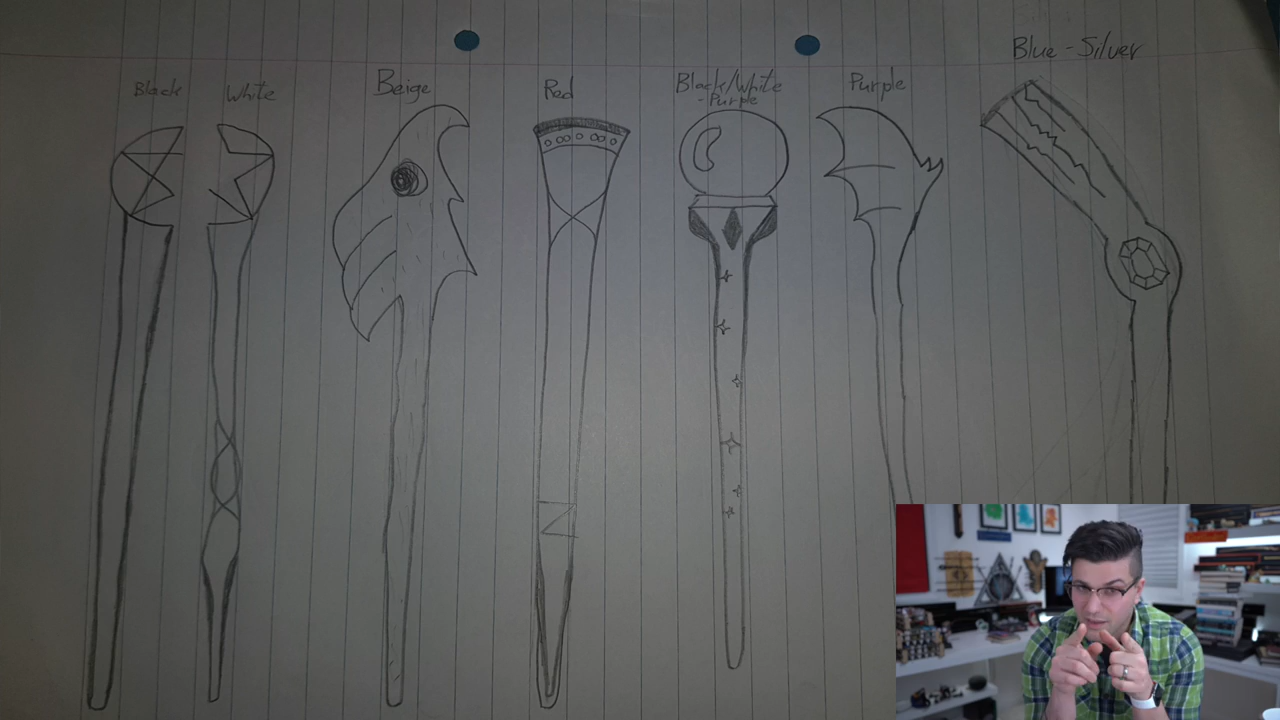 Black
White
Beige
Red
Black/White
- Purple
Purple
Blue - Silver